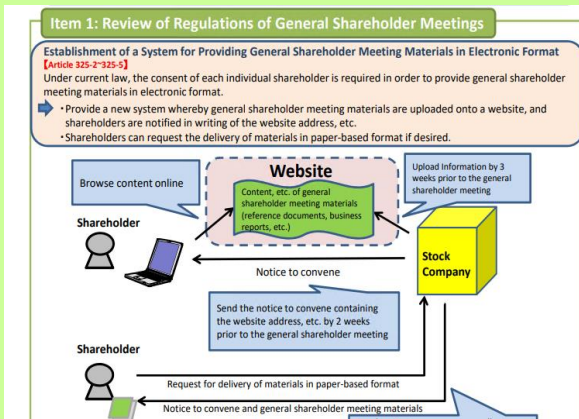 Item 1: Review of Regulations of General Shareholder Meetings
Establishment of a System for Providing General Shareholder Meeting Materials in Electronic Format
【Article 325-2~325-5】
Under current law, the consent of each individual shareholder is required in order to provide general shareholder
meeting materials in electronic format.
・Provide a new system whereby general shareholder meeting materials are uploaded onto a website, and
shareholders are notified in writing of the website address, etc.
・Shareholders can request the delivery of materials in paper-based format if desired.
Browse content online
Website
Content, etc. of general
shareholder meeting materials
(reference documents, business
reports, etc.)
Upload Information by 3
weeks prior to the general
shareholder meeting
Shareholder
Stock
Company
Notice to convene
Send the notice to convene containing
the website address, etc. by 2 weeks
prior to the general shareholder meeting
Shareholder
Request for delivery of materials in paper-based format
Notice to convene and general shareholder meeting materials